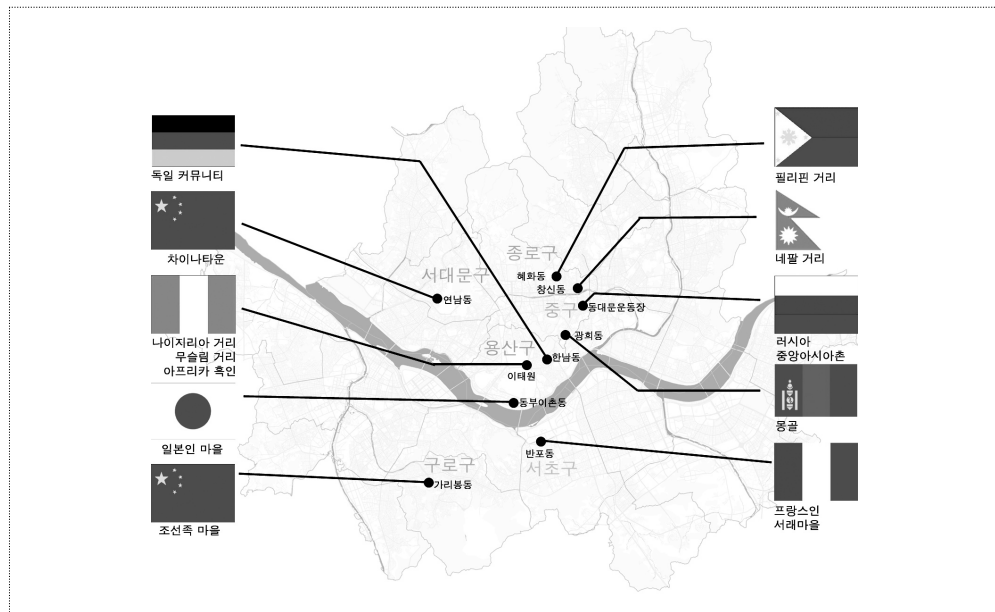 독일 커뮤니티
차이나타운
나이지리아 거리
무슬림 거리
아프리카 흑인
일본인 마을
조선족 마을
종로구
혜화동
창신동
서대문구
연남동
중구
동대문운동장
광희동
용산구
한남동
이태원
동부이촌동
반포동
서초구
구로구
가리봉동
필리핀 거리
네팔 거리
러시아
중앙아시아촌
몽골
프랑스인
서래마을